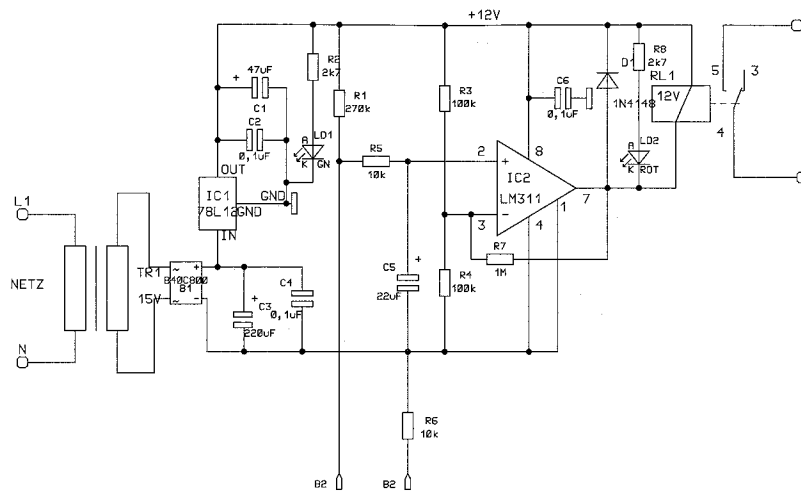 +12V
47uF
+
C1
C2
0,1uF
OUT
IC1
78L12
GND
GND
IN
R2
2k7
A
LD1
K
GN
R1
270k
R5
10k
R3
100k
C6
0,1uF
D1
1N4148
R8
2k7
A
LD2
K
ROT
RL1
12V
5
3
4
2
+
8
IC2
LM311
7
3
-
4
1
R7
1M
R4
100k
C5
+
22uF
L1
NETZ
N
TR1
15V
~
+
B40C800
B1
~
-
+
C3
220uF
C4
0,1uF
R6
10k
B2
B2